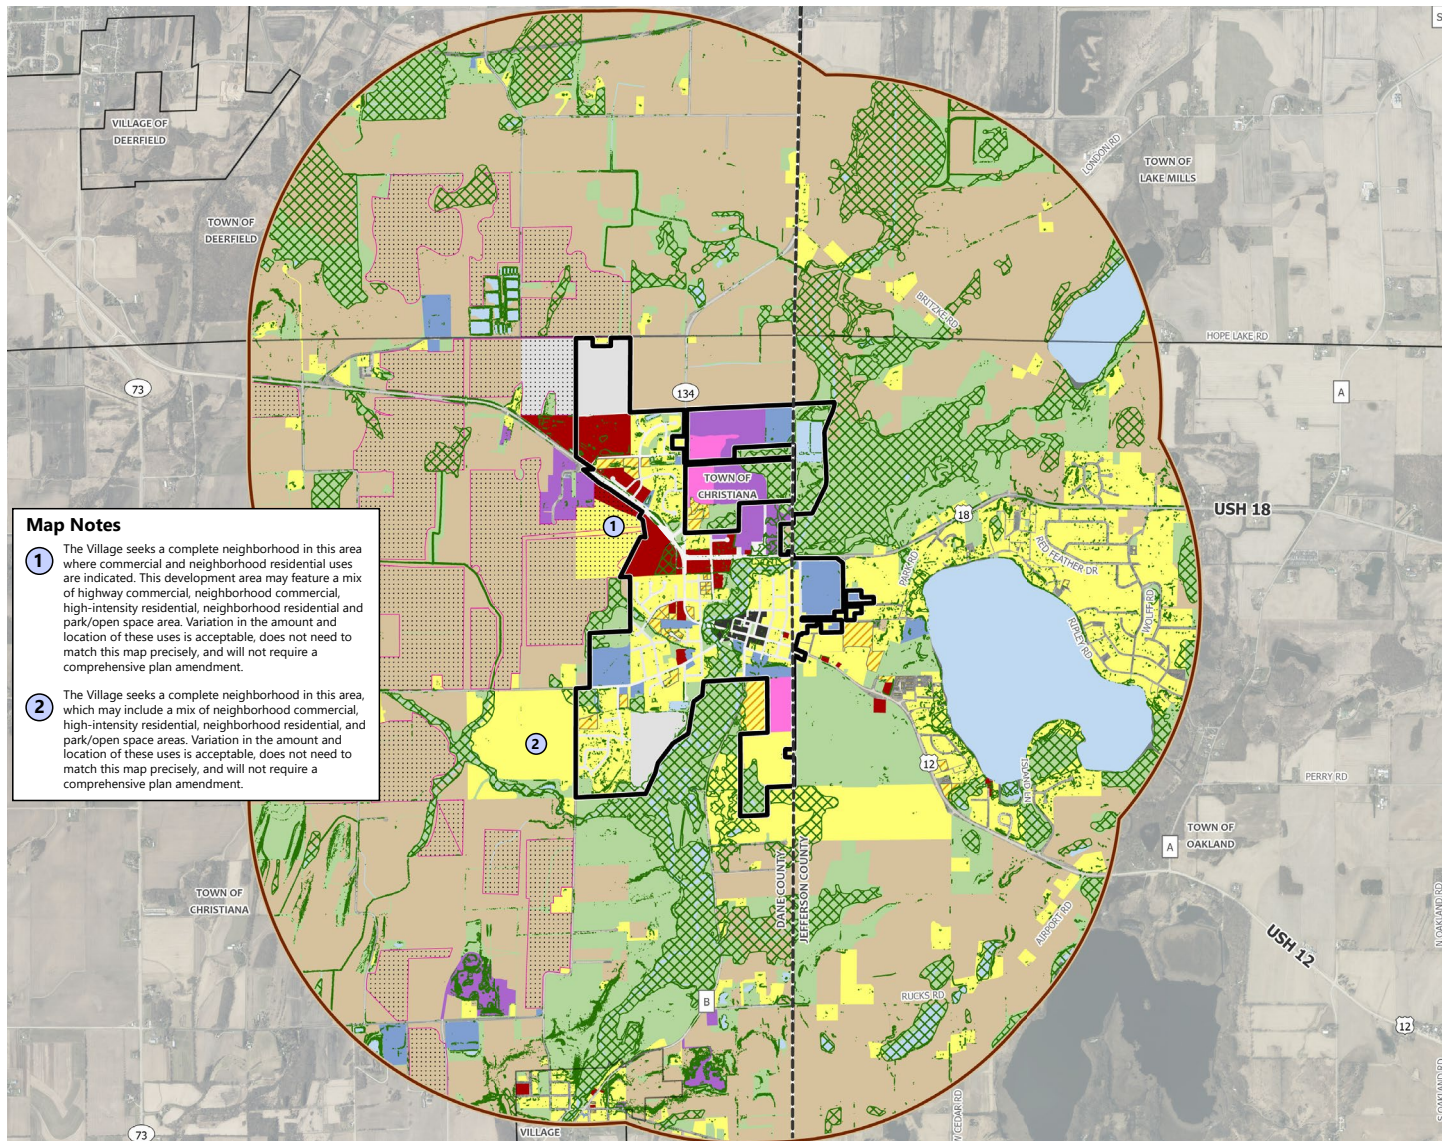 S
VILLAGE OF
DEERFIELD
LONDON RD
TOWN OF
LAKE MILLS
TOWN OF
DEERFIELD
BRITZKE RD
HOPE LAKE RD
73
134
A
TOWN OF
CHRISTIANA
18
USH 18
Map Notes
1
The Village seeks a complete neighborhood in this area
where commercial and neighborhood residential uses
are indicated. This development area may feature a mix
of highway commercial, neighborhood commercial,
high-intensity residential, neighborhood residential and
park/open space area. Variation in the amount and
location of these uses is acceptable, does not need to
match this map precisely, and will not require a
comprehensive plan amendment.
2
The Village seeks a complete neighborhood in this area,
which may include a mix of neighborhood commercial,
high-intensity residential, neighborhood residential, and
park/open space areas. Variation in the amount and
location of these uses is acceptable, does not need to
match this map precisely, and will not require a
comprehensive plan amendment.
1
PARK RD
RED FEATHER DR
WOLFF RD
RIPLEY RD
2
12
ISLAND LN
PERRY RD
TOWN OF
OAKLAND
A
DANE COUNTY
JEFFERSON COUNTY
TOWN OF
CHRISTIANA
AIRPORT RD
N OAKLAND RD
USH 12
B
RUCKS RD
12
S OAKLAND RD
W CEDAR RD
73
VILLAGE